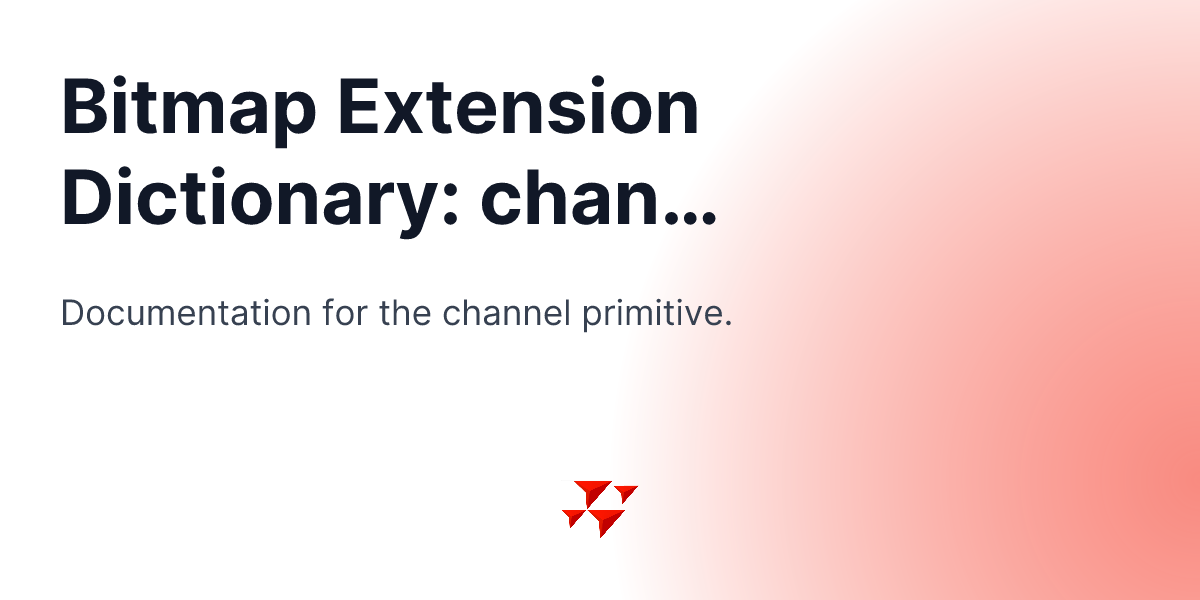 Bitmap Extension
Dictionary: chan...
Documentation for the channel primitive.